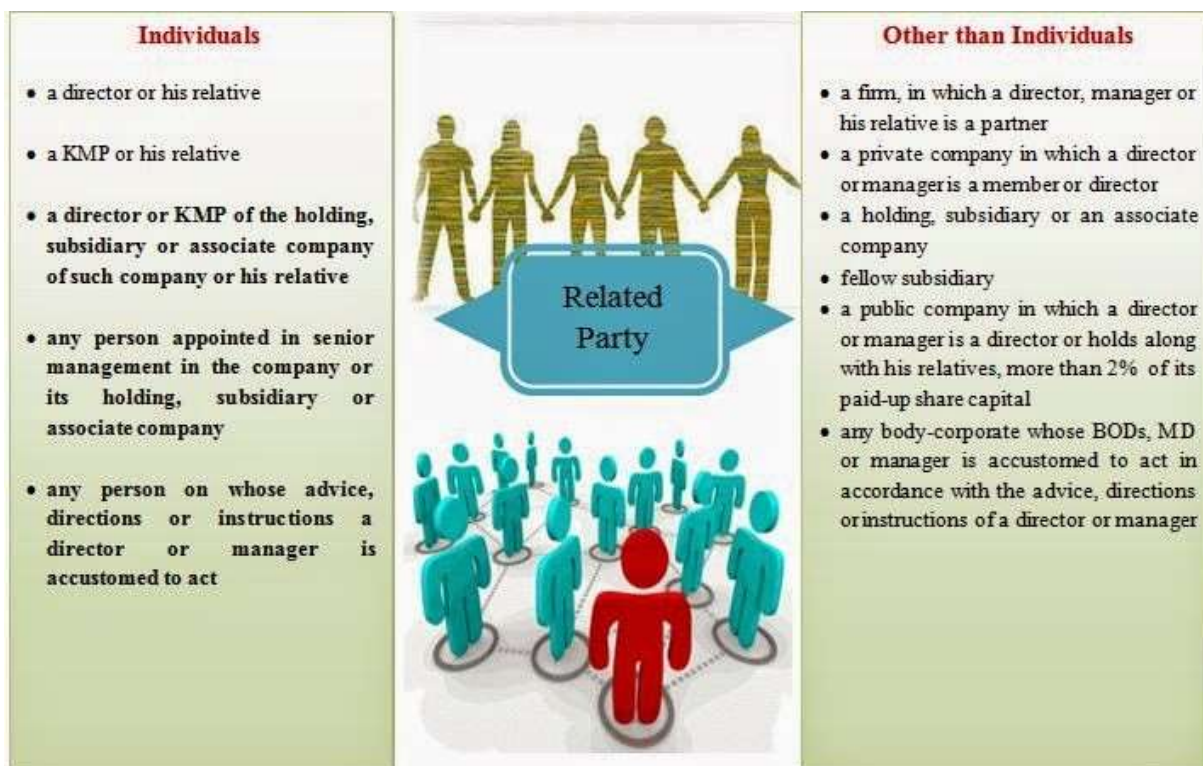 Individuals
• a director or his relative
• a KMP or his relative
• a director or KMP of the holding,
subsidiary or associate company
of such company or his relative
• any person appointed in senior
management in the company or
its holding, subsidiary or
associate company
• any person on whose advice,
directions or instructions a
director or manager is
accustomed to act
Related
Party
Other than Individuals
• a firm, in which a director, manager or
his relative is a partner
• a private company in which a director
or manager is a member or director
• a holding, subsidiary or an associate
company
• fellow subsidiary
• a public company in which a director
or manager is a director or holds along
with his relatives, more than 2% of its
paid-up share capital
• any body-corporate whose BODs, MD
or manager is accustomed to act in
accordance with the advice, directions
or instructions of a director or manager